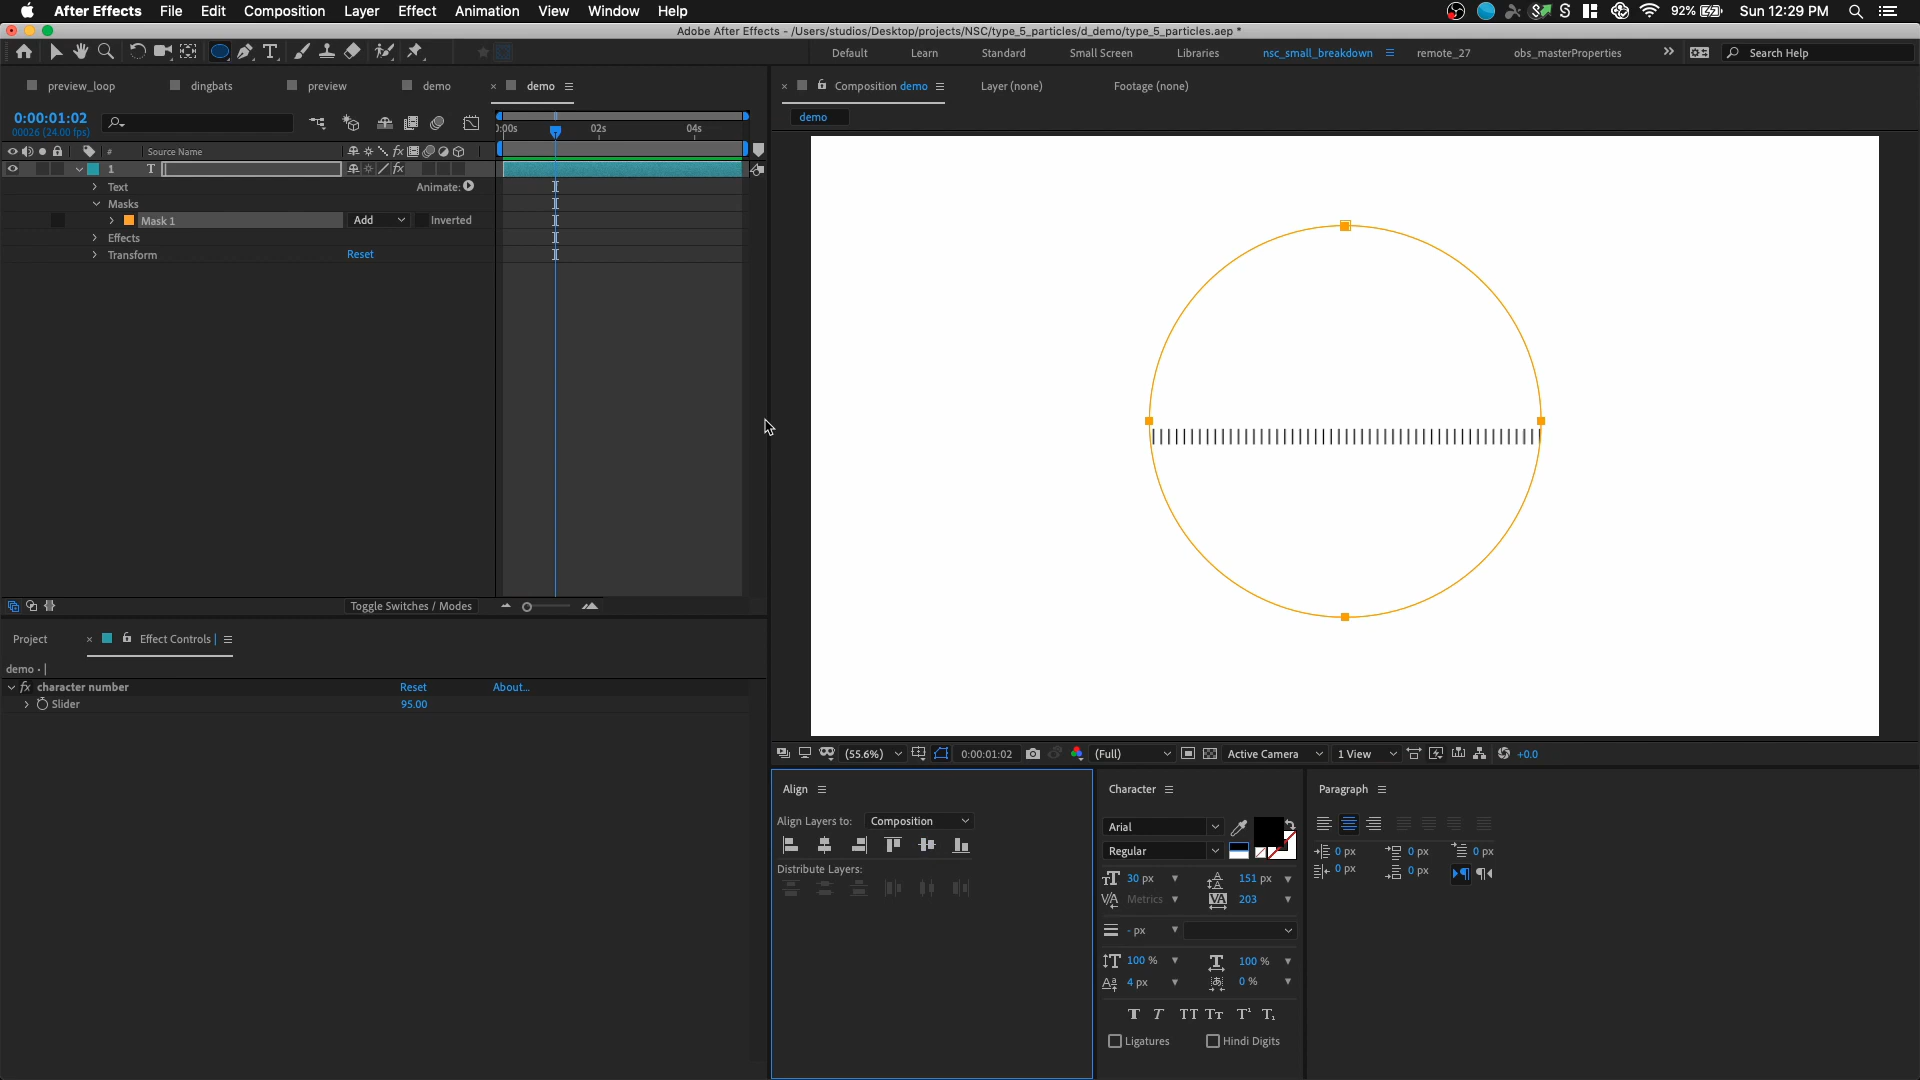 After Effects File Edit Composition Layer Effect Animation View Window Help 92% Sun 12:29 PM
Adobe After Effects - /Users/studios/Desktop/projects/NSC/type_5_particles/d_demo/type_5_particles.aep *
Default Learn Standard Small Screen Libraries nsc_small_breakdown remote_27 obs_masterProperties Search Help
preview_loop dingbats preview demo demo
Composition demo Layer (none) Footage (none)
0:00:01:02
00026 (24.00 fps)
demo
):00s 02s 04s
# Source Name
1
Text Animate:
Masks
Mask 1 Add Inverted
Effects
Transform Reset
Toggle Switches / Modes
Project Effect Controls |
demo • |
fx character number Reset About...
Slider 95.00
(55.6%) 0:00:01:02 (Full) Active Camera 1 View +0.0
Align
Align Layers to: Composition
Distribute Layers:
Character
Arial
Regular
30 px 151 px
Metrics 203
- px
100 % 100 %
4 px 0 %
Ligatures Hindi Digits
Paragraph
0 px 0 px 0 px
0 px 0 px